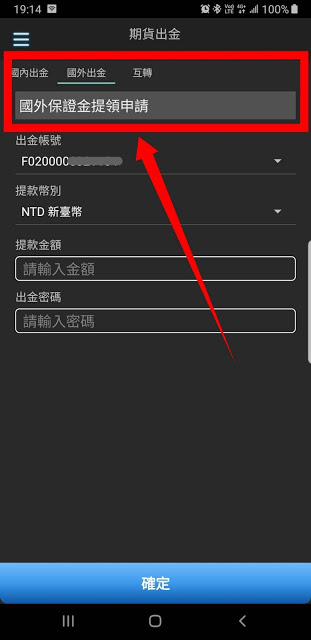 19:14
100%
期貨出金
國內出金 國外出金 互轉
國外保證金提領申請
出金帳號
F020000
提款幣別
NTD 新臺幣
提款金額
請輸入金額
出金密碼
請輸入密碼
確定